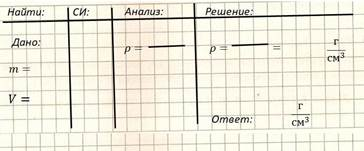 Найти: СИ: Анализ: Решение:
Дано:
ρ = ρ = = г/см³
m =
V =
Ответ: г/см³